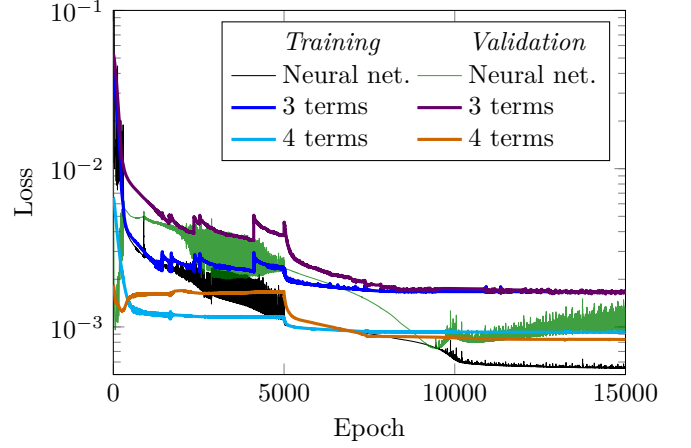 10⁻¹
Training Validation
Neural net. Neural net.
3 terms 3 terms
4 terms 4 terms
10⁻²
Loss
10⁻³
0 5000 10000 15000
Epoch